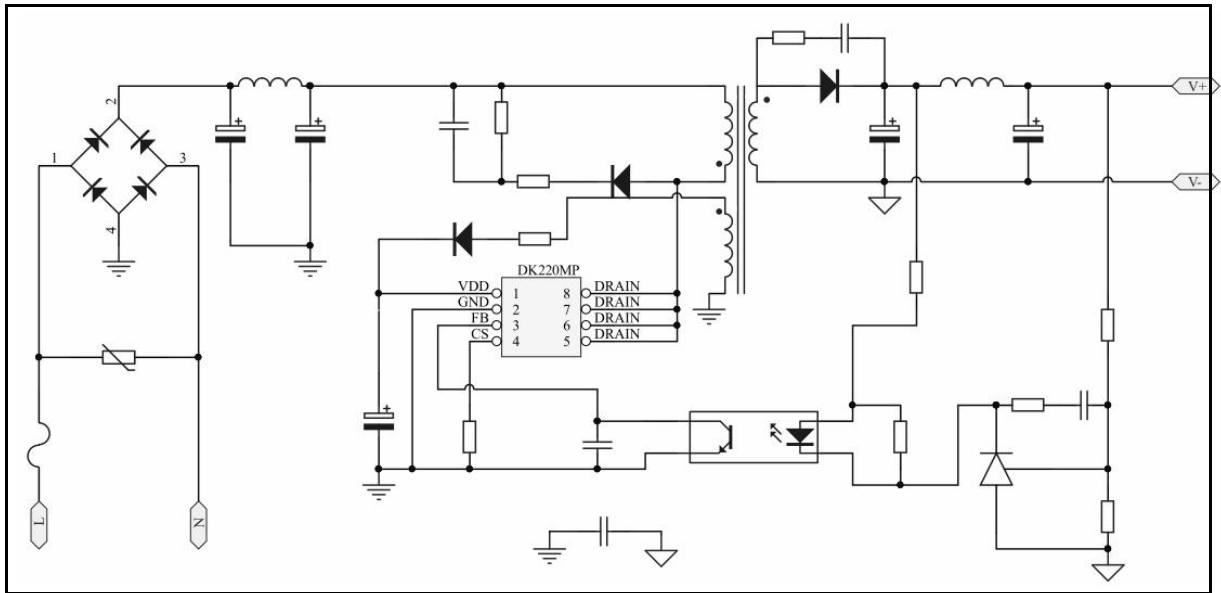 2
1
3
4
V+
V-
DK220MP
VDD 1 8 DRAIN
GND 2 7 DRAIN
FB 3 6 DRAIN
CS 4 5 DRAIN
+
+
+
+
+
L
N